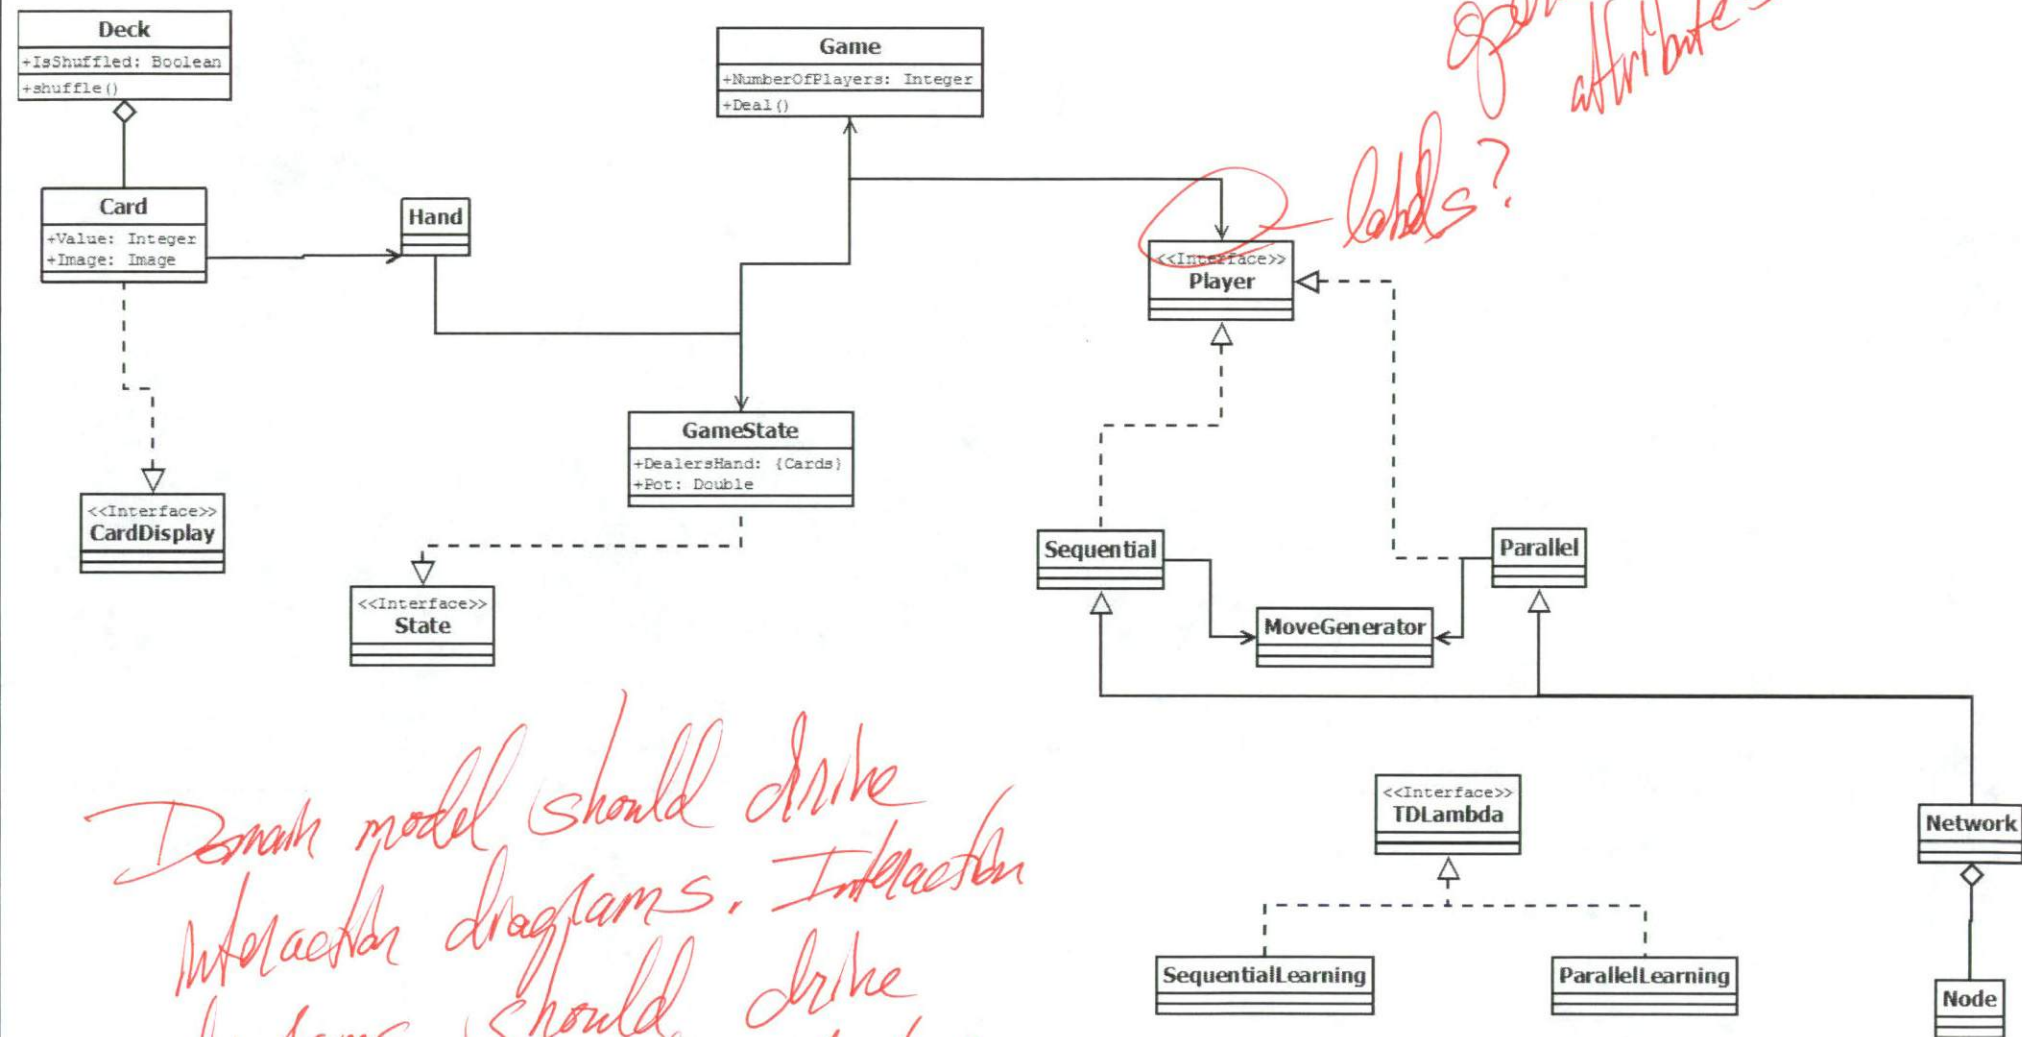 Deck
+IsShuffled: Boolean
+shuffle()
Game
+NumberOfPlayers: Integer
+Deal()
attribute
labels?
Card
+Value: Integer
+Image: Image
Hand
<<Interface>>
Player
GameState
+DealersHand: {Cards}
+Pot: Double
<<Interface>>
CardDisplay
<<Interface>>
State
Sequential
Parallel
MoveGenerator
Domain model should drive
interaction diagrams. Interaction
should drive
<<Interface>>
TDLambda
Network
SequentialLearning
ParallelLearning
Node